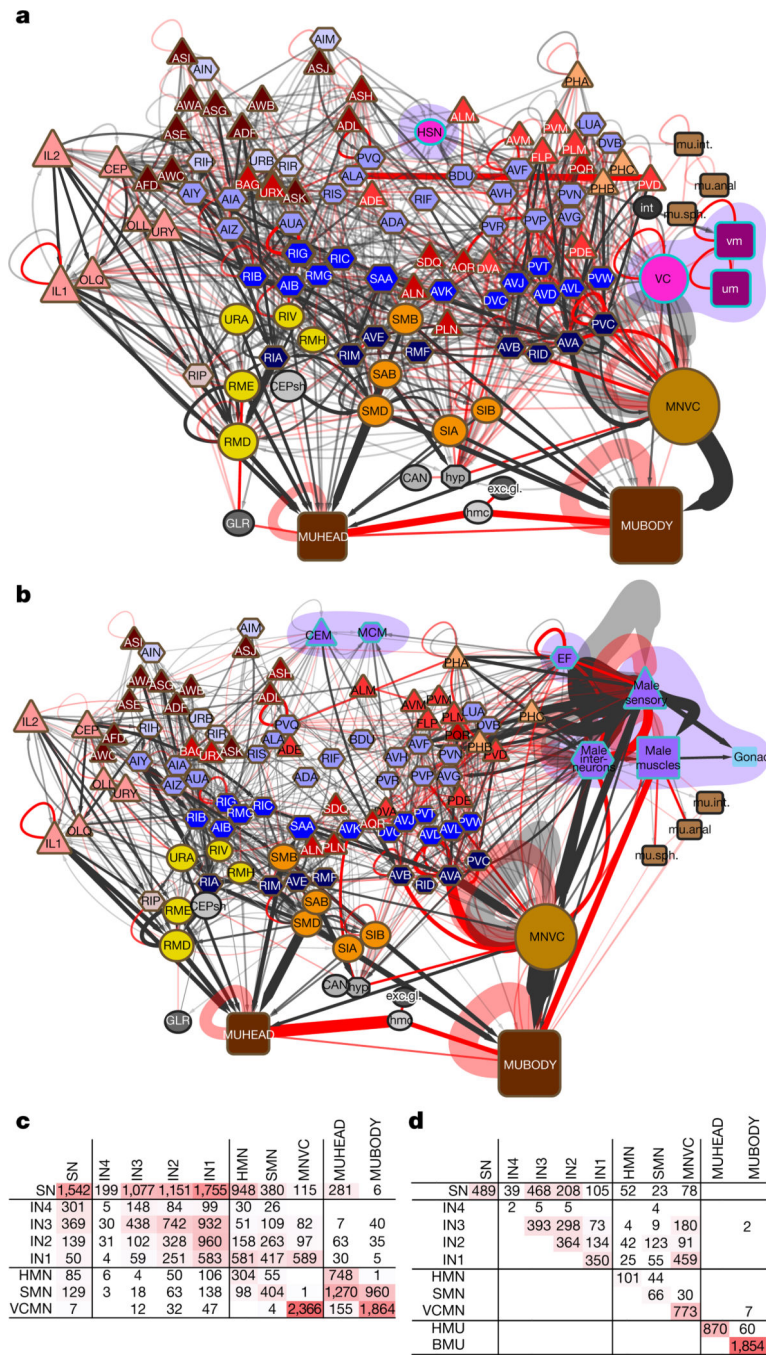 a
AIM
ASI
AIN
ASJ
PHA
AWA
ASG
AWB
ASH
ALM
PVM
LUA
DVB
mu.int.
IL2
CEP
ASE
ADF
ADL
HSN
AVM
PLM
RIH
URB
RIR
PVQ
FLP
PQR
PHC
mu.anal
AFD
AWC
AIY
AIA
BAG
URX
ASK
RIS
ALA
ADE
BDU
AVF
PHB
PVD
PVN
AVH
RIF
int
mu.sph.
OLL
URY
AIZ
AUA
ADA
PVR
PVP
AVG
vm
IL1
OLQ
RIG
RIC
SDQ
AQR
DVA
PDE
VC
um
RIB
AIB
RMG
SAA
ALN
AVK
DVC
AVJ
PVT
AVD
AVL
PVW
URA
RIV
RMH
SMB
PLN
PVC
RIP
RIA
RIM
AVE
RMF
AVB
RID
AVA
RME
CEPsh
SAB
SMD
SIB
MNVC
RMD
SIA
CAN
hyp
exc.gl.
GLR
MUHEAD
hmc
MUBODY
b
AIM
ASI
AIN
ASJ
CEM
MCM
EF
PHA
Male
sensory
AWA
ASG
AWB
ASH
IL2
CEP
ASE
ADF
ADL
ALM
AVM
PVM
LUA
PHC
RIH
URB
PVQ
FLP
PLM
DVB
AFD
AWC
RIR
ALA
ADE
BDU
AVF
PQR
PHB
PVD
Male
inter-
neurons
Male
muscles
Gonad
AIY
AIA
BAG
URX
ASK
RIS
RIF
AVH
PVN
OLL
URY
AIZ
AUA
ADA
PVR
PVP
AVG
mu.int.
IL1
OLQ
RIG
RIC
SDQ
PDE
mu.anal
RIB
AIB
RMG
SAA
AVK
AQR
DVA
AVJ
PVT
PVW
mu.sph.
URA
RIV
ALN
PLN
DVC
AVL
RMH
SMB
PVC
RIP
RIA
RIM
AVE
RMF
AVB
RID
AVA
RME
CEPsh
SAB
SMD
SIB
MNVC
RMD
SIA
CAN
hyp
exc.gl.
GLR
MUHEAD
hmc
MUBODY
c
SN IN4 IN3 IN2 IN1 HMN SMN MNVC MUHEAD MUBODY
SN 1,542 199 1,077 1,151 1,755 948 380 115 281 6
IN4 301 5 148 84 99 30 26
IN3 369 30 438 742 932 51 109 82 7 40
IN2 139 31 102 328 960 158 263 97 63 35
IN1 50 4 59 251 583 581 417 589 30 5
HMN 85 6 4 50 106 304 55 748 1
SMN 129 3 18 63 138 98 404 1 1,270 960
VCMN 7 12 32 47 4 2,366 155 1,864
d
SN IN4 IN3 IN2 IN1 HMN SMN MNVC MUHEAD MUBODY
SN 489 39 468 208 105 52 23 78
IN4 2 5 5 4
IN3 393 298 73 4 9 180 2
IN2 364 134 42 123 91
IN1 350 25 55 459
HMN 101 44
SMN 66 30
VCMN 773 7
HMU 870 60
BMU 1,854